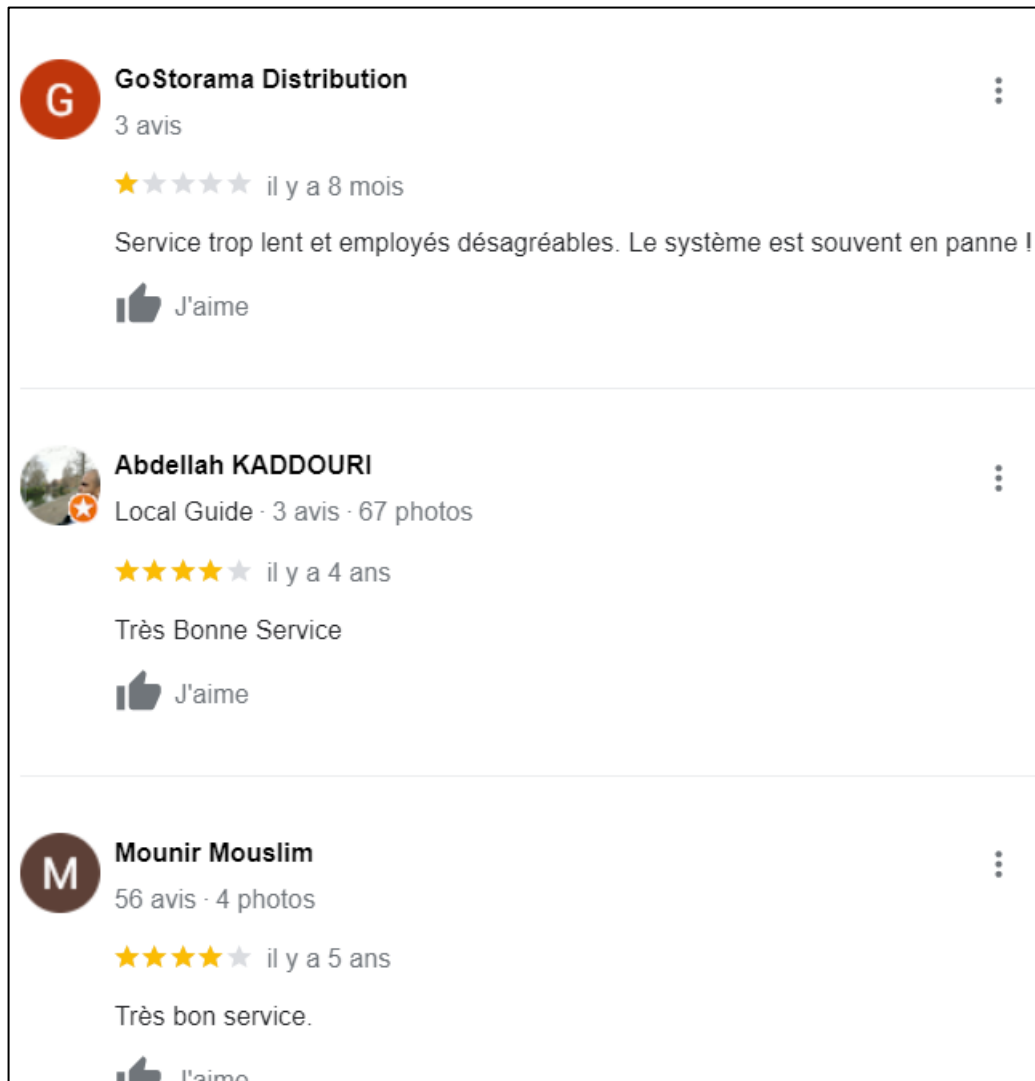 G
GoStorama Distribution
3 avis
il y a 8 mois
Service trop lent et employés désagréables. Le système est souvent en panne !
J'aime
Abdellah KADDOURI
Local Guide · 3 avis · 67 photos
il y a 4 ans
Très Bonne Service
J'aime
M
Mounir Mouslim
56 avis · 4 photos
il y a 5 ans
Très bon service.
J'aime